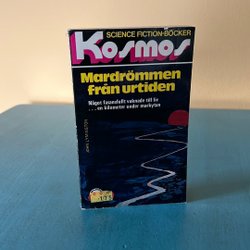 SCIENCE FICTION-BÖCKER
Kosmos
Mardrömmen
från urtiden
Något fasansfullt vaknade till liv
...en kilometer under markytan